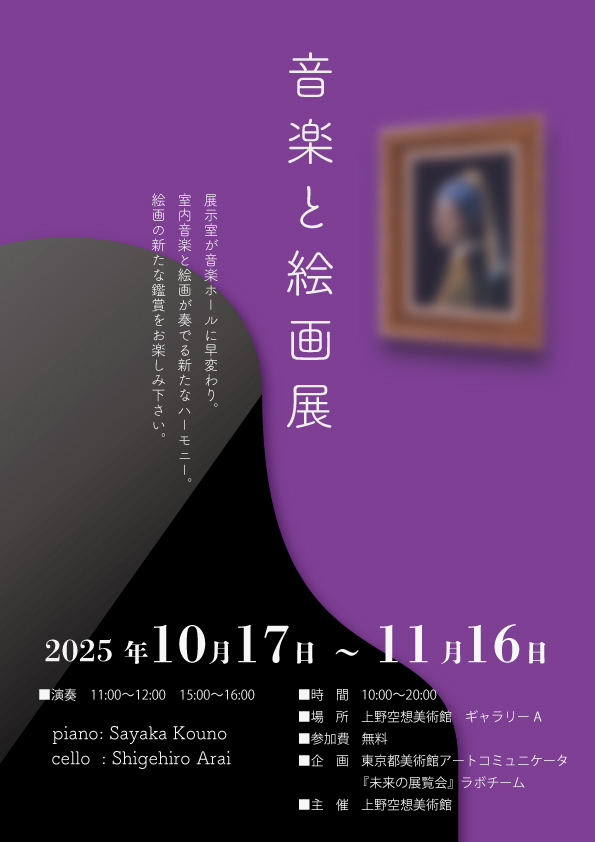 音楽と絵画展
展示室が音楽ホールに早変わり。
室内音楽と絵画が奏でる新たなハーモニー。
絵画の新たな鑑賞をお楽しみ下さい。
2025 年 10月17日 ～ 11月16日
■演奏 11:00～12:00 15:00～16:00
piano: Sayaka Kouno
cello : Shigehiro Arai
■時 間 10:00～20:00
■場 所 上野空想美術館 ギャラリー A
■参加費 無料
■企 画 東京都美術館アートコミュニケータ
『未来の展覧会』ラボチーム
■主 催 上野空想美術館